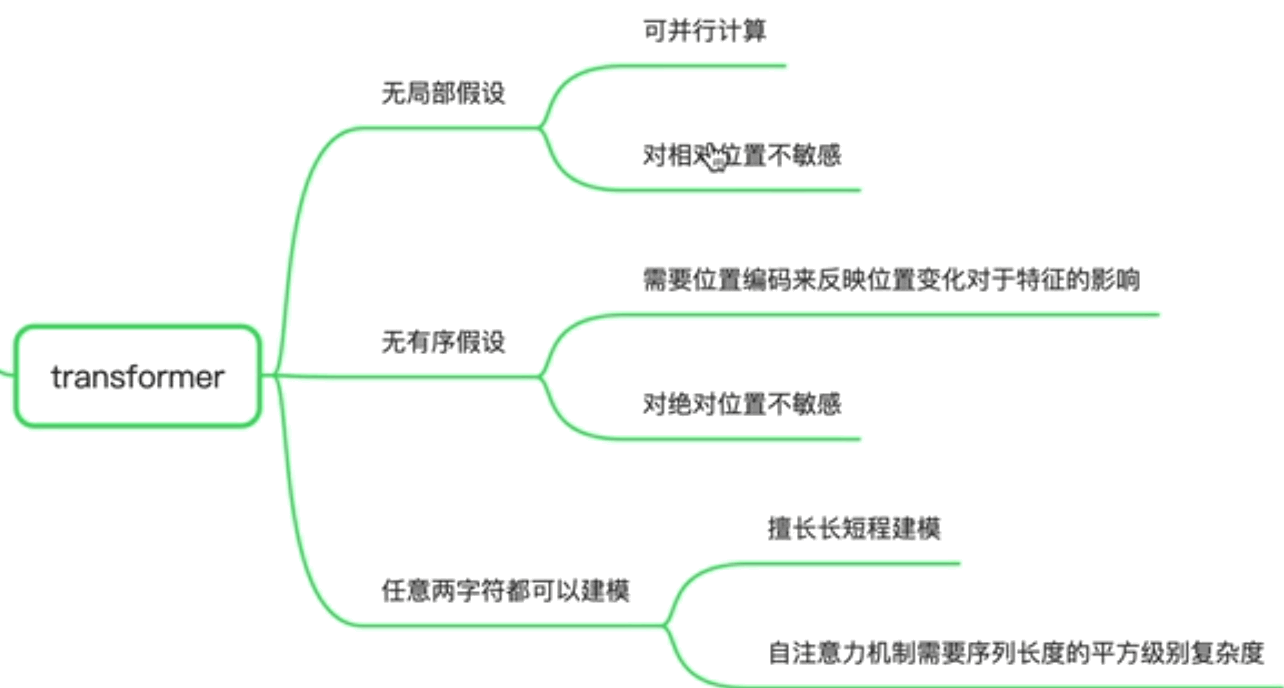 可并行计算
无局部假设
对相对位置不敏感
需要位置编码来反映位置变化对于特征的影响
无有序假设
transformer
对绝对位置不敏感
擅长长短程建模
任意两字符都可以建模
自注意力机制需要序列长度的平方级别复杂度